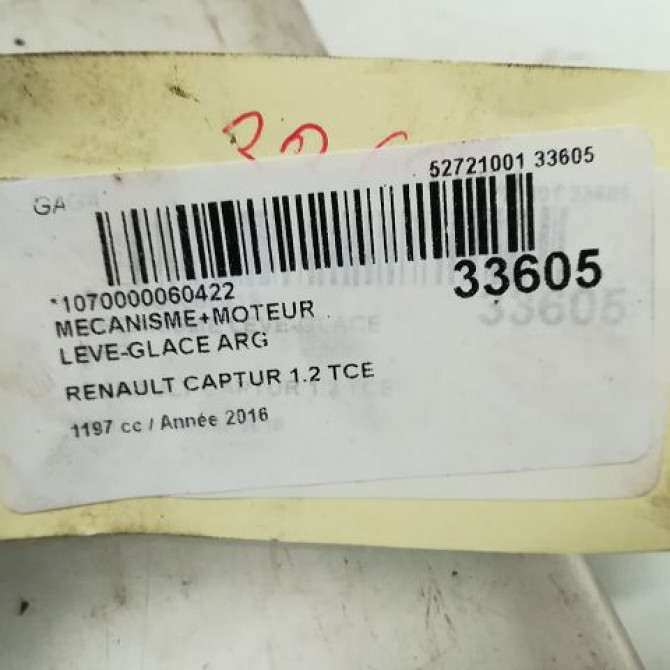 52721001 33605
GA
33605
*1070000060422
MECANISME+MOTEUR
LEVE-GLACE ARG
RENAULT CAPTUR 1.2 TCE
1197 cc / Année 2016